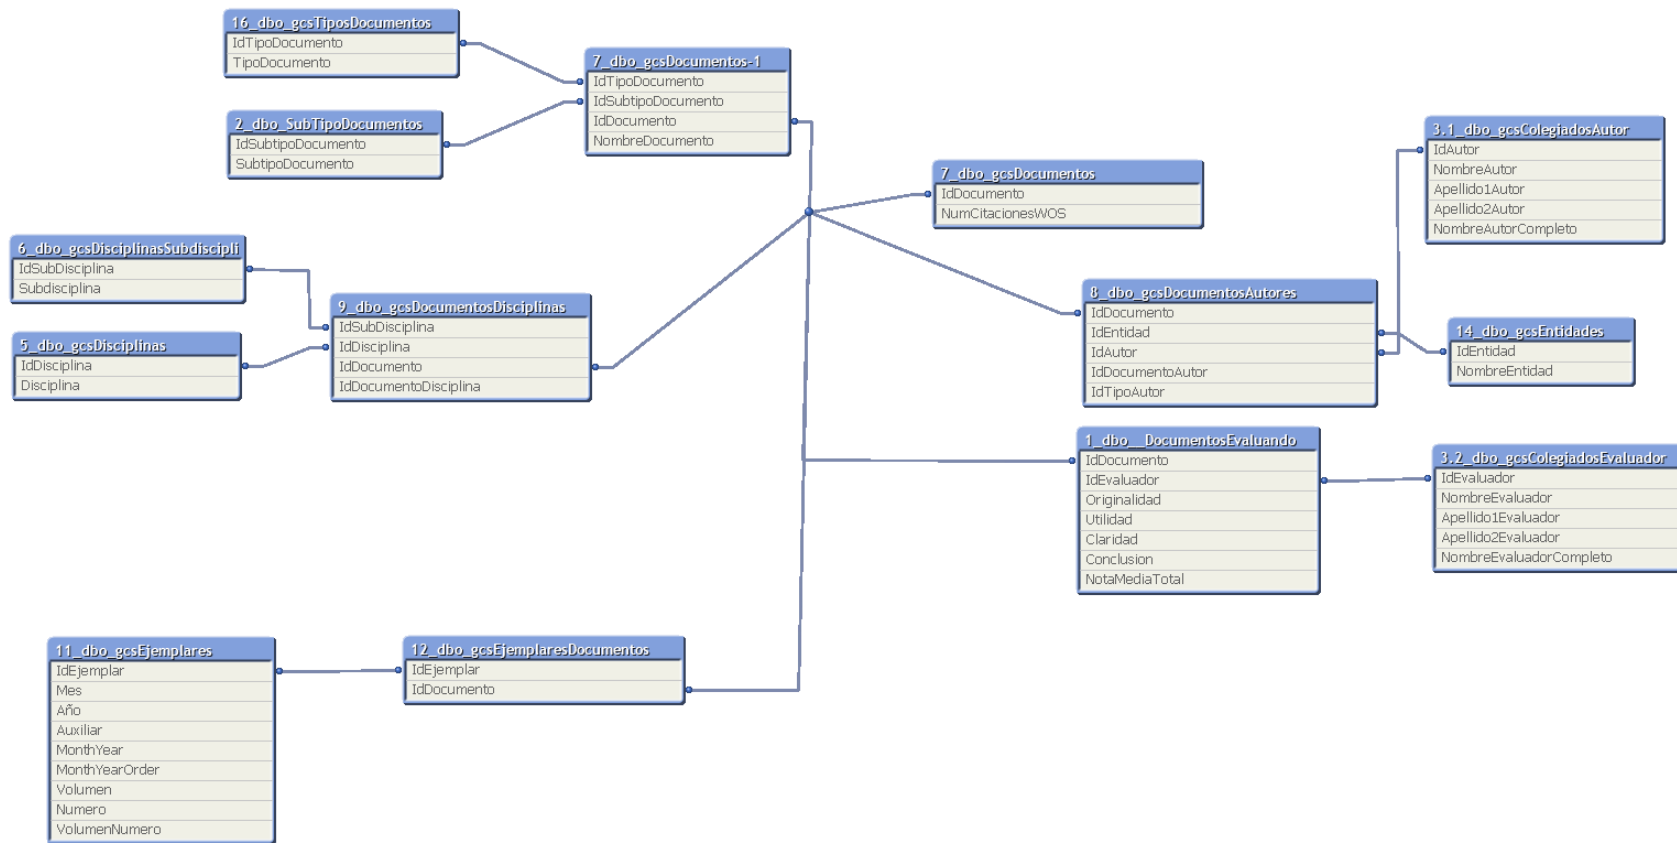 16_dbo_gcsTiposDocumentos
IdTipoDocumento
TipoDocumento
2_dbo_SubTipoDocumentos
IdSubtipoDocumento
SubtipoDocumento
7_dbo_gcsDocumentos-1
IdTipoDocumento
IdSubtipoDocumento
IdDocumento
NombreDocumento
7_dbo_gcsDocumentos
IdDocumento
NumCitacionesWOS
3.1_dbo_gcsColegiadosAutor
IdAutor
NombreAutor
Apellido1Autor
Apellido2Autor
NombreAutorCompleto
6_dbo_gcsDisciplinasSubdiscipli
IdSubDisciplina
Subdisciplina
5_dbo_gcsDisciplinas
IdDisciplina
Disciplina
9_dbo_gcsDocumentosDisciplinas
IdSubDisciplina
IdDisciplina
IdDocumento
IdDocumentoDisciplina
8_dbo_gcsDocumentosAutores
IdDocumento
IdEntidad
IdAutor
IdDocumentoAutor
IdTipoAutor
14_dbo_gcsEntidades
IdEntidad
NombreEntidad
1_dbo__DocumentosEvaluando
IdDocumento
IdEvaluador
Originalidad
Utilidad
Claridad
Conclusion
NotaMediaTotal
3.2_dbo_gcsColegiadosEvaluador
IdEvaluador
NombreEvaluador
Apellido1Evaluador
Apellido2Evaluador
NombreEvaluadorCompleto
11_dbo_gcsEjemplares
IdEjemplar
Mes
Año
Auxiliar
MonthYear
MonthYearOrder
Volumen
Numero
VolumenNumero
12_dbo_gcsEjemplaresDocumentos
IdEjemplar
IdDocumento